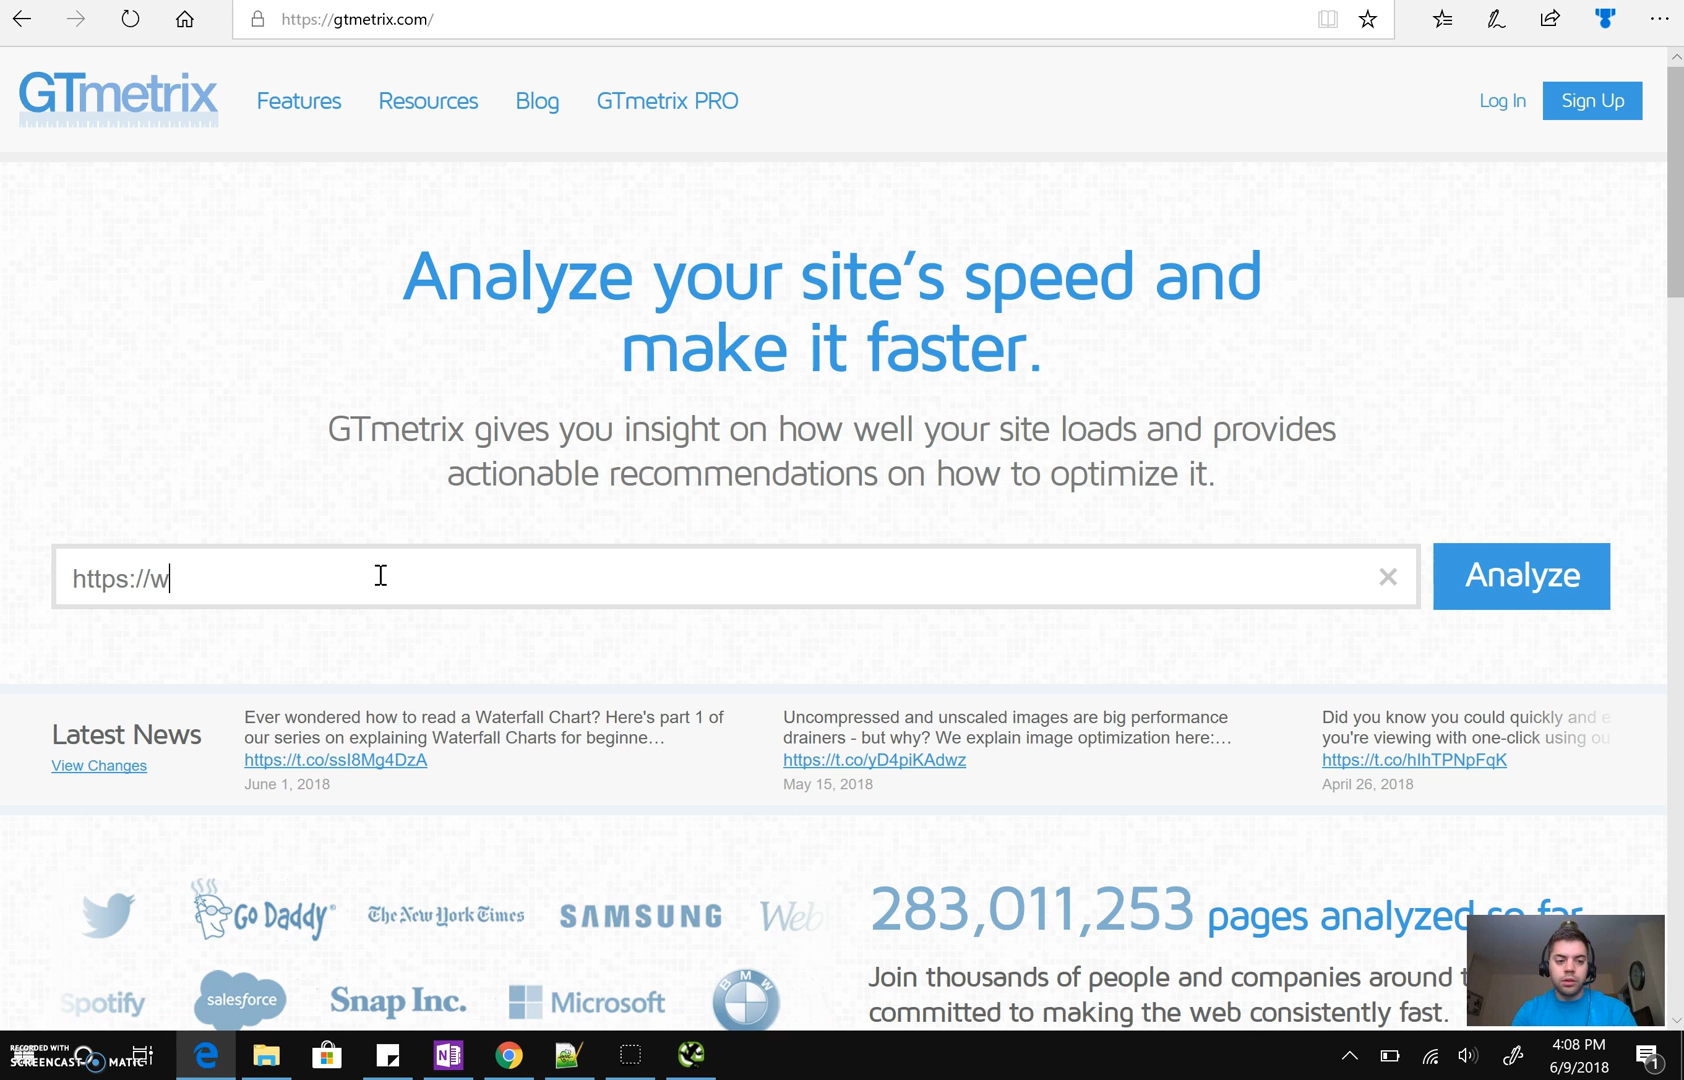 https://gtmetrix.com/
GTmetrix
Features
Resources
Blog
GTmetrix PRO
Log In
Sign Up
Analyze your site's speed and
make it faster.
GTmetrix gives you insight on how well your site loads and provides
actionable recommendations on how to optimize it.
https://w
Analyze
Latest News
View Changes
Ever wondered how to read a Waterfall Chart? Here's part 1 of
our series on explaining Waterfall Charts for beginne...
https://t.co/ssI8Mg4DzA
June 1, 2018
Uncompressed and unscaled images are big performance
drainers - but why? We explain image optimization here:...
https://t.co/yD4piKAdwz
May 15, 2018
Did you know you could quickly and e
you're viewing with one-click using ou
https://t.co/hIhTPNpFqK
April 26, 2018
Go Daddy
The New York Times
SAMSUNG
Web
Spotify
salesforce
Snap Inc.
Microsoft
BMW
283,011,253 pages analyzed so far
Join thousands of people and companies around t
committed to making the web consistently fast.
RECORDED WITH
SCREENCAST MATIC
4:08 PM
6/9/2018
1